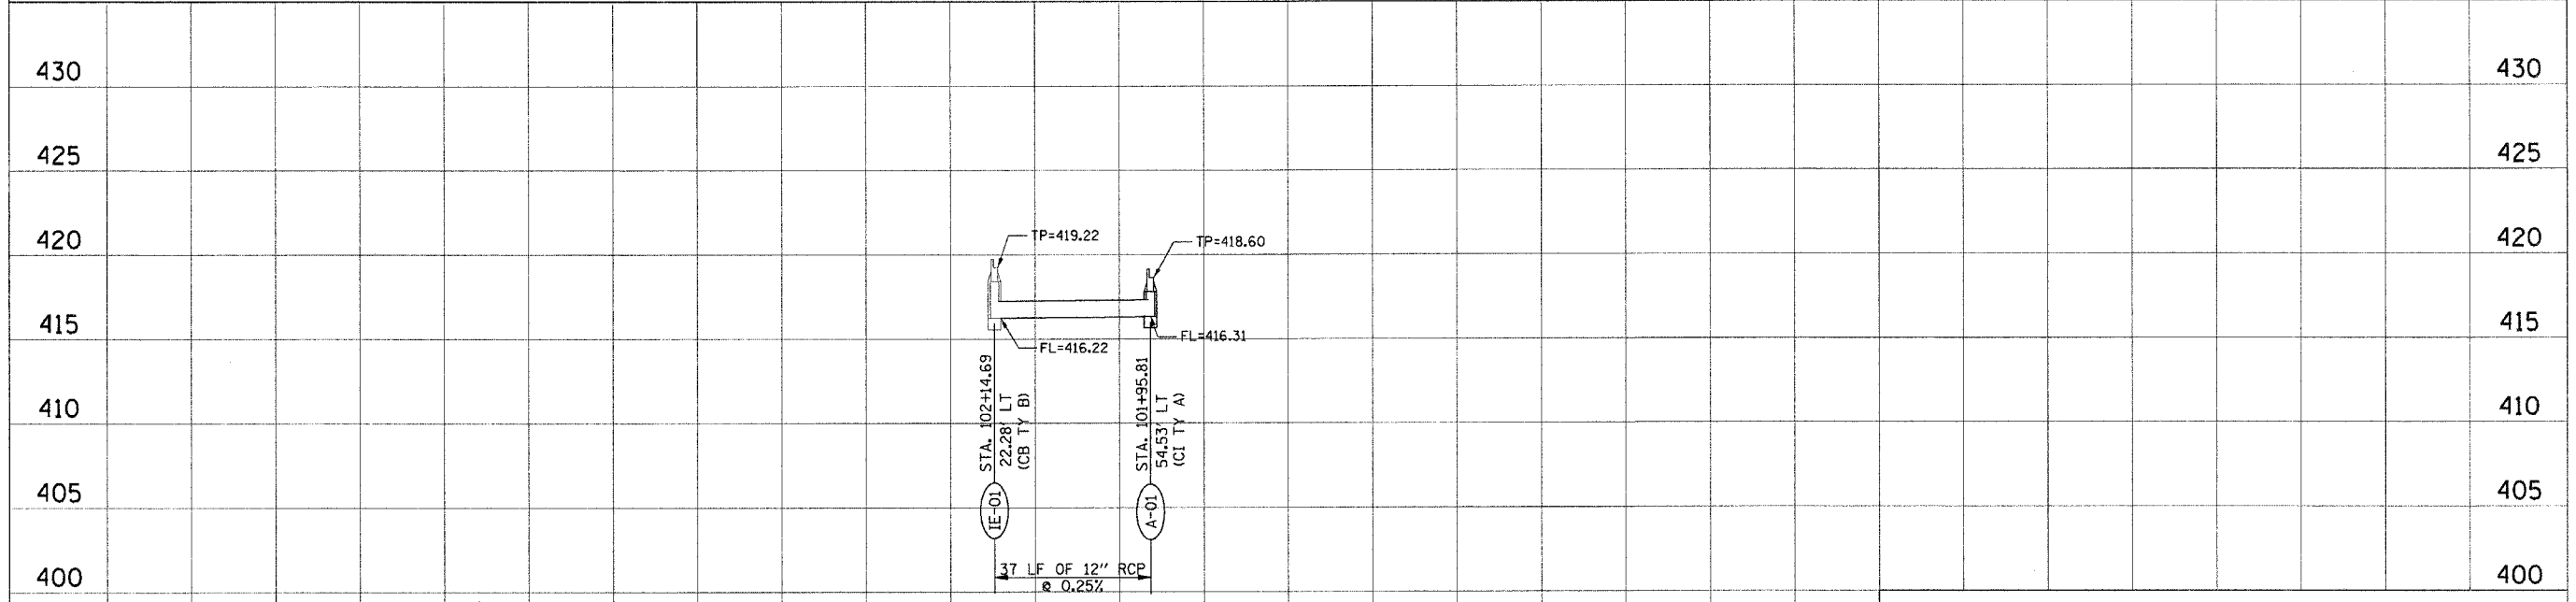 430
430
425
425
420
TP=419.22
TP=418.60
420
415
FL=416.22
FL=416.31
415
410
STA. 102+14.69
22.28' LT
(CB TY B)
STA. 101+95.81
54.53' LT
(CI TY A)
410
405
IE-01
A-01
405
400
37 LF OF 12" RCP
@ 0.25%
400